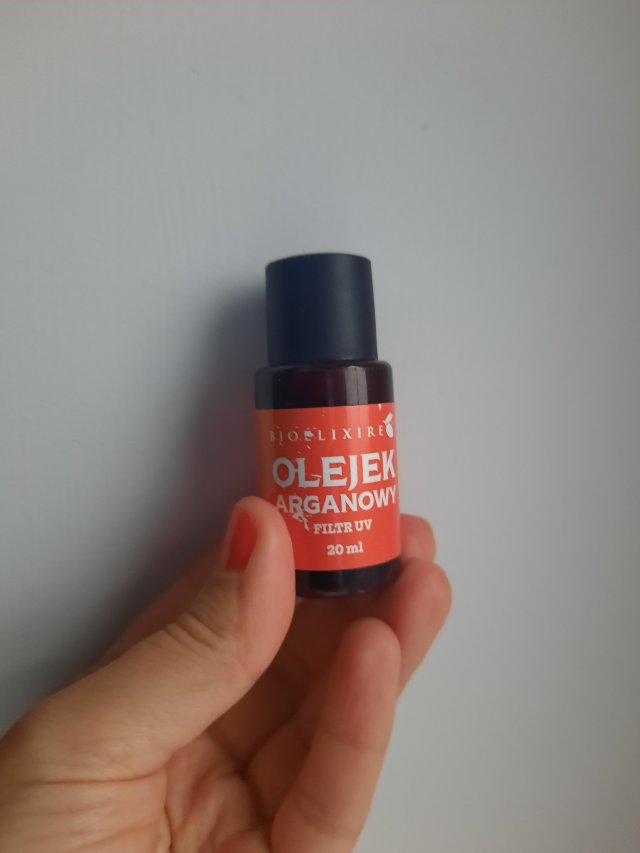 BIOELIXIRE
OLEJEK
ARGANOWY
FILTR UV
20 ml